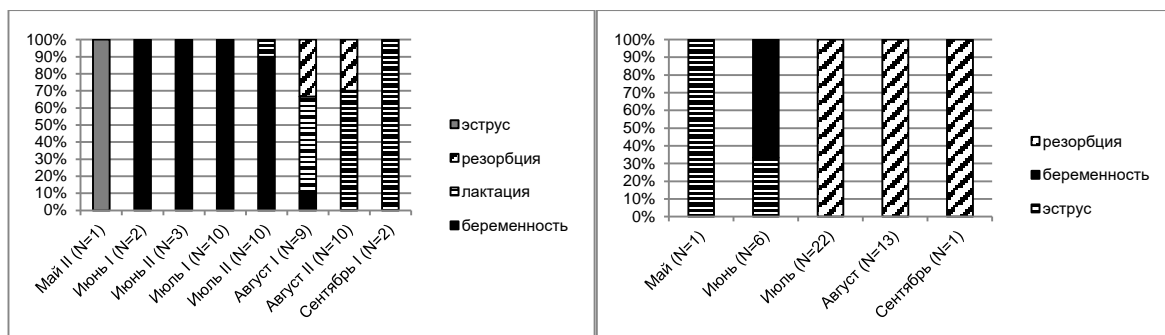 100%
90%
80%
70%
60%
50%
40%
30%
20%
10%
0%
Май II (N=1)
Июнь I (N=2)
Июнь II (N=3)
Июль I (N=10)
Июль II (N=10)
Август I (N=9)
Август II (N=10)
Сентябрь I (N=2)
эструс
резорбция
лактация
беременность
100%
90%
80%
70%
60%
50%
40%
30%
20%
10%
0%
Май (N=1)
Июнь (N=6)
Июль (N=22)
Август (N=13)
Сентябрь (N=1)
резорбция
беременность
эструс